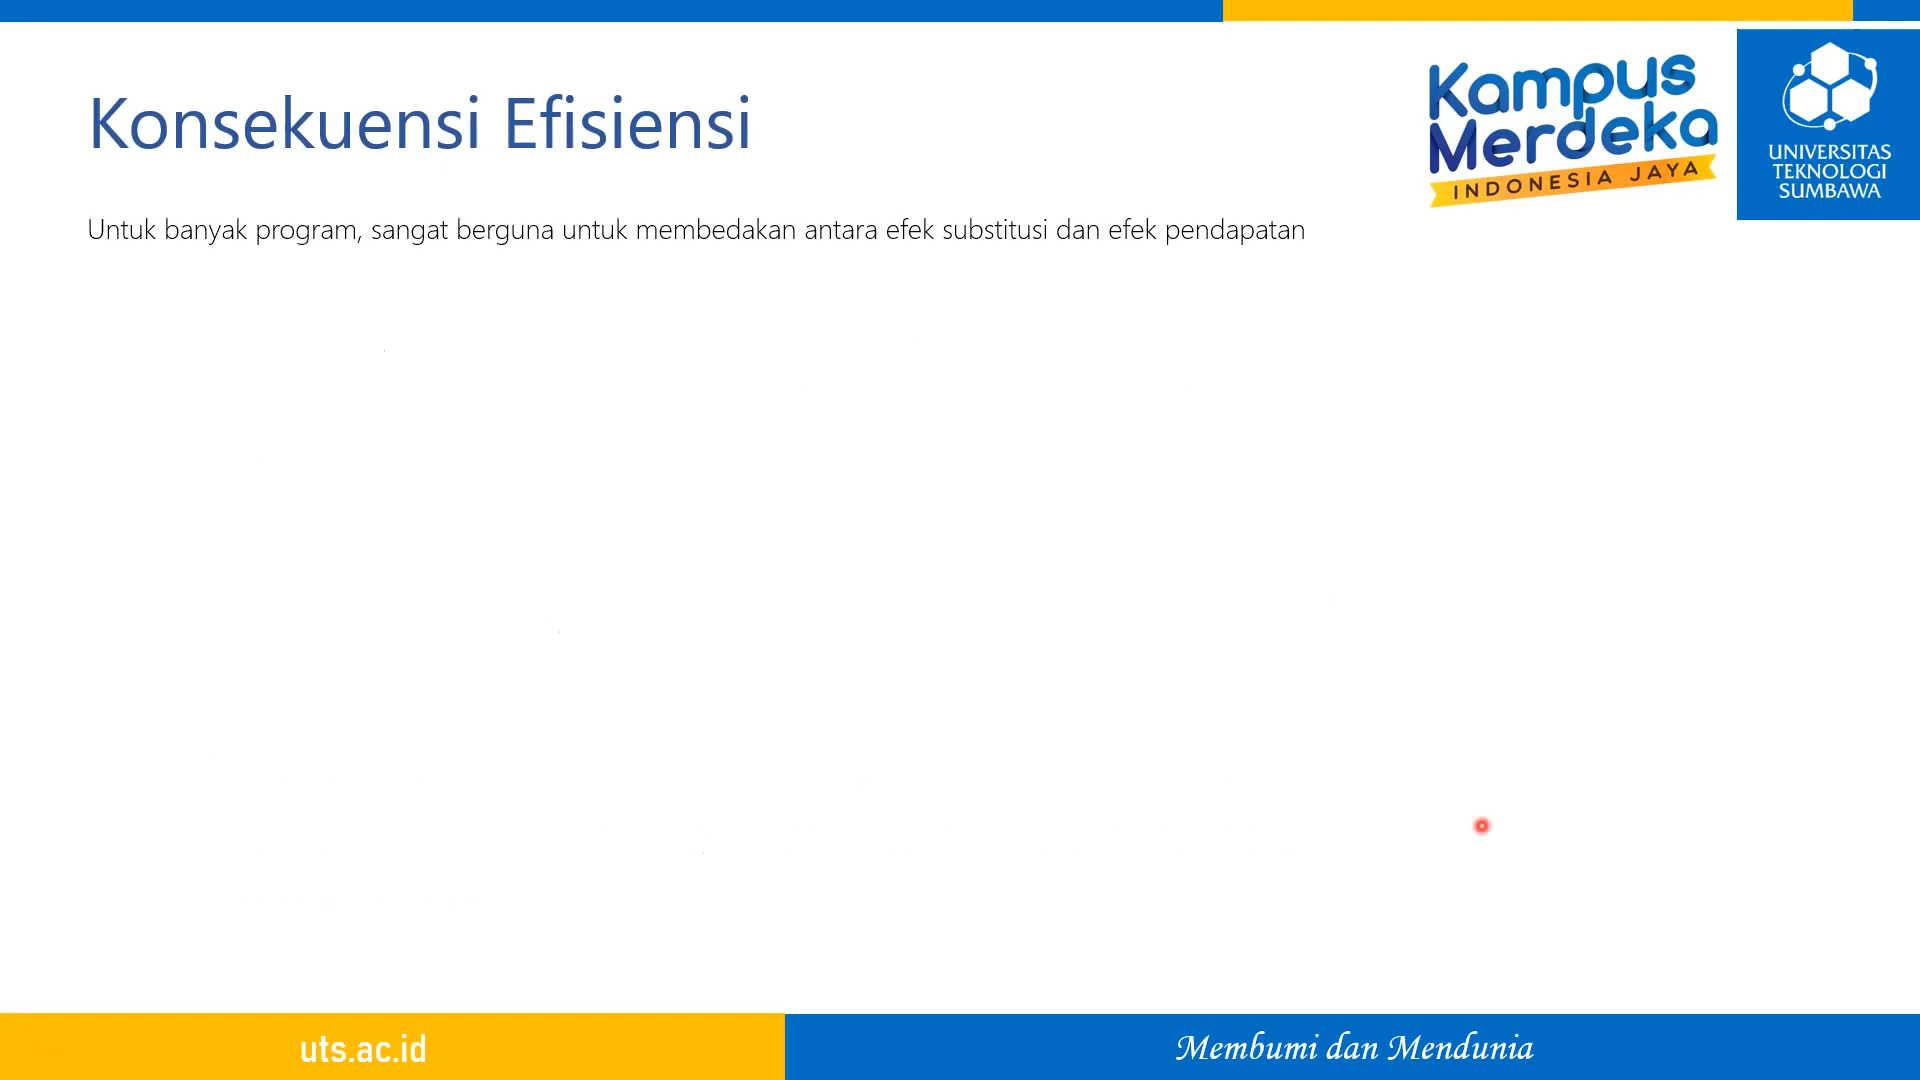 Konsekuensi Efisiensi
Kampus
Merdeka
INDONESIA JAYA
UNIVERSITAS
TEKNOLOGI
SUMBAWA
Untuk banyak program, sangat berguna untuk membedakan antara efek substitusi dan efek pendapatan
uts.ac.id
Membumi dan Mendunia